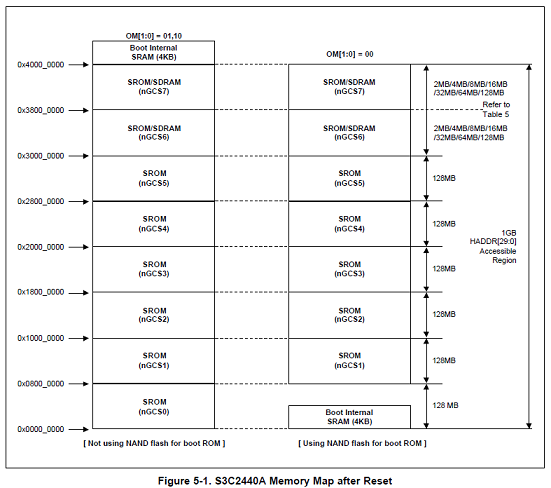 OM[1:0] = 01,10
OM[1:0] = 00
Boot Internal
SRAM (4KB)
0x4000_0000
SROM/SDRAM
(nGCS7)
SROM/SDRAM
(nGCS7)
2MB/4MB/8MB/16MB
/32MB/64MB/128MB
0x3800_0000
Refer to
Table 5
SROM/SDRAM
(nGCS6)
SROM/SDRAM
(nGCS6)
2MB/4MB/8MB/16MB
/32MB/64MB/128MB
0x3000_0000
SROM
(nGCS5)
SROM
(nGCS5)
128MB
0x2800_0000
SROM
(nGCS4)
SROM
(nGCS4)
128MB
1GB
HADDR[29:0]
Accessible
Region
0x2000_0000
SROM
(nGCS3)
SROM
(nGCS3)
128MB
0x1800_0000
SROM
(nGCS2)
SROM
(nGCS2)
128MB
0x1000_0000
SROM
(nGCS1)
SROM
(nGCS1)
128MB
0x0800_0000
SROM
(nGCS0)
Boot Internal
SRAM (4KB)
128 MB
0x0000_0000
[ Not using NAND flash for boot ROM ]
[ Using NAND flash for boot ROM ]
Figure 5-1. S3C2440A Memory Map after Reset